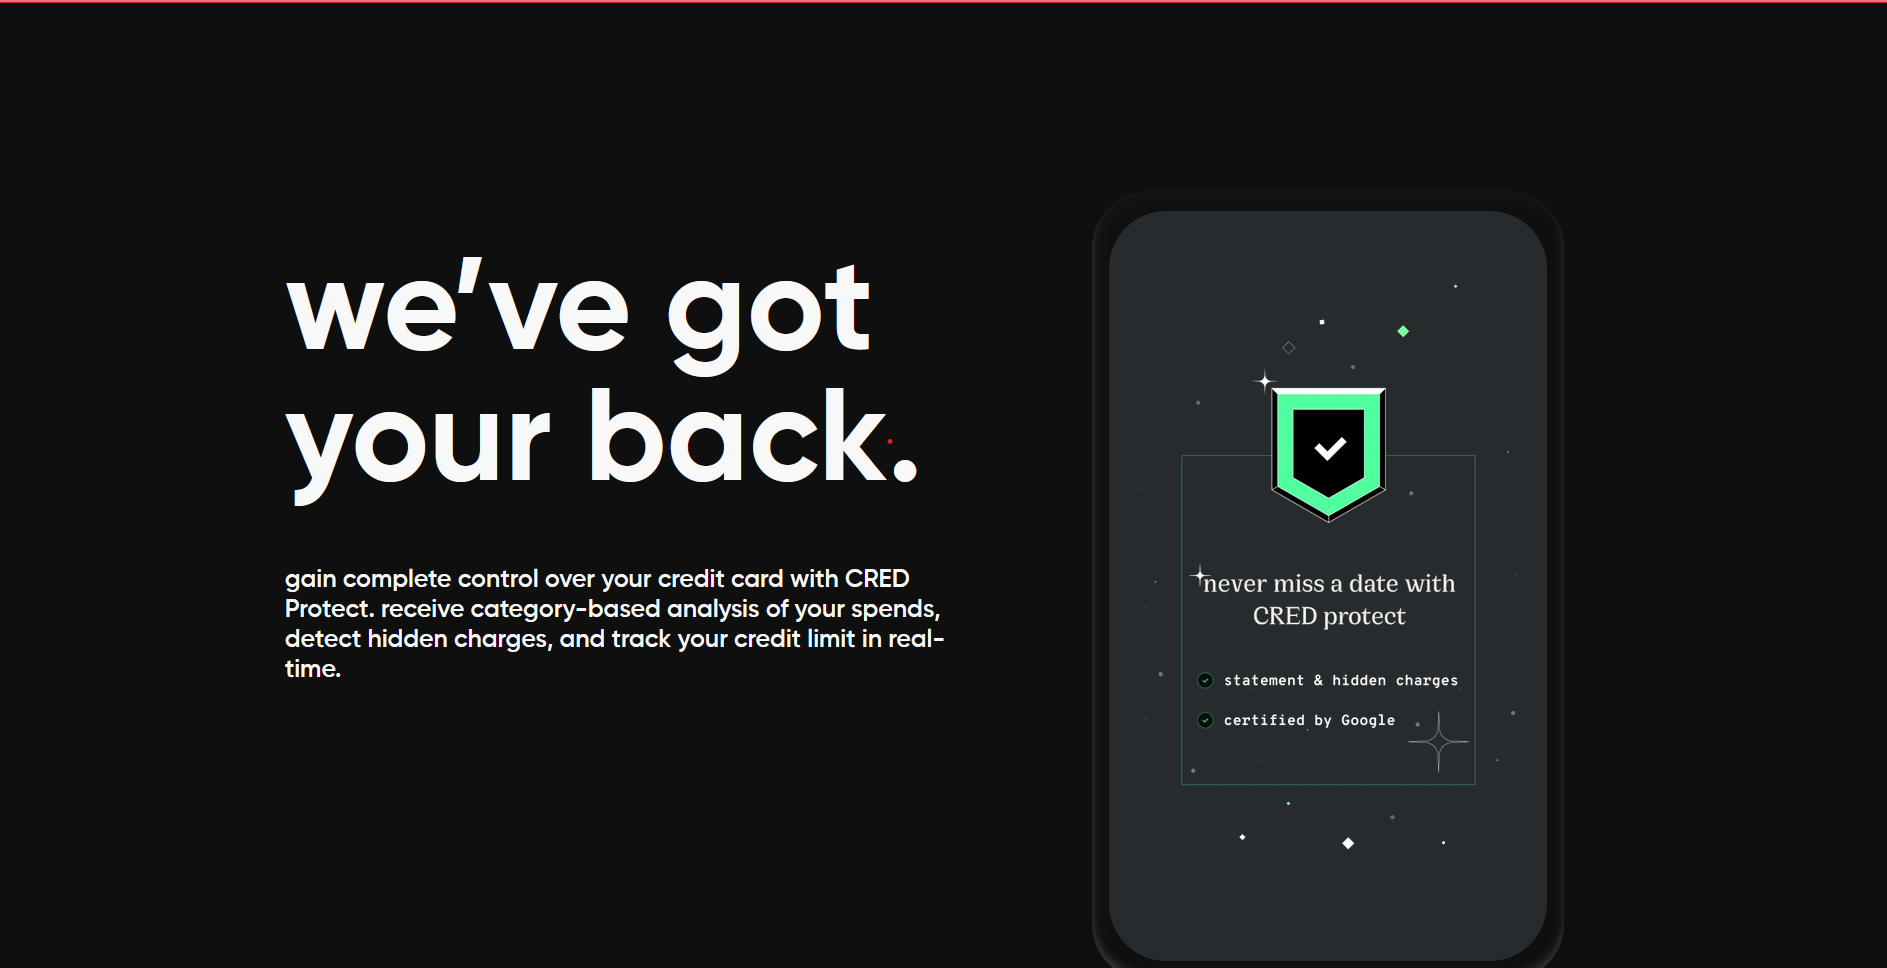 we’ve got
your back.
gain complete control over your credit card with CRED
Protect. receive category-based analysis of your spends,
detect hidden charges, and track your credit limit in real-
time.
never miss a date with
CRED protect
statement & hidden charges
certified by Google